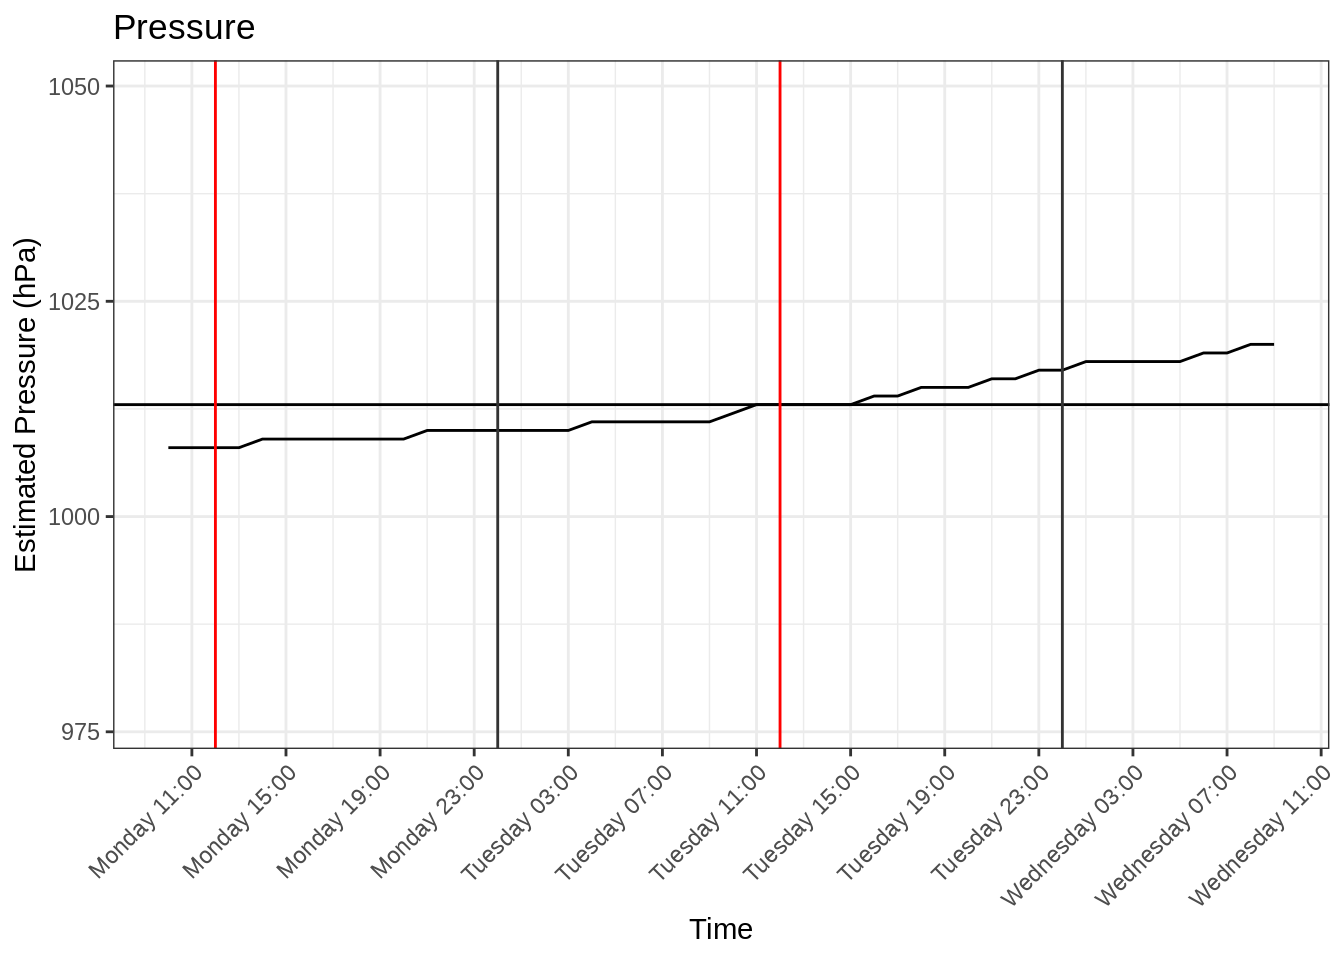 Pressure
Estimated Pressure (hPa)
1050
1025
1000
975
Monday 11:00
Monday 15:00
Monday 19:00
Monday 23:00
Tuesday 03:00
Tuesday 07:00
Tuesday 11:00
Tuesday 15:00
Tuesday 19:00
Tuesday 23:00
Wednesday 03:00
Wednesday 07:00
Wednesday 11:00
Time